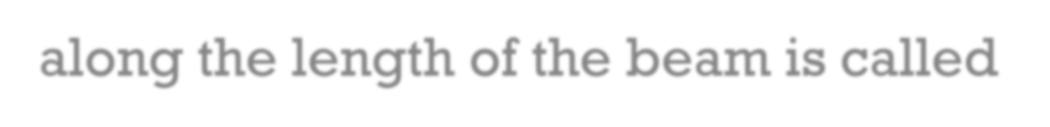 along the length of the beam is called